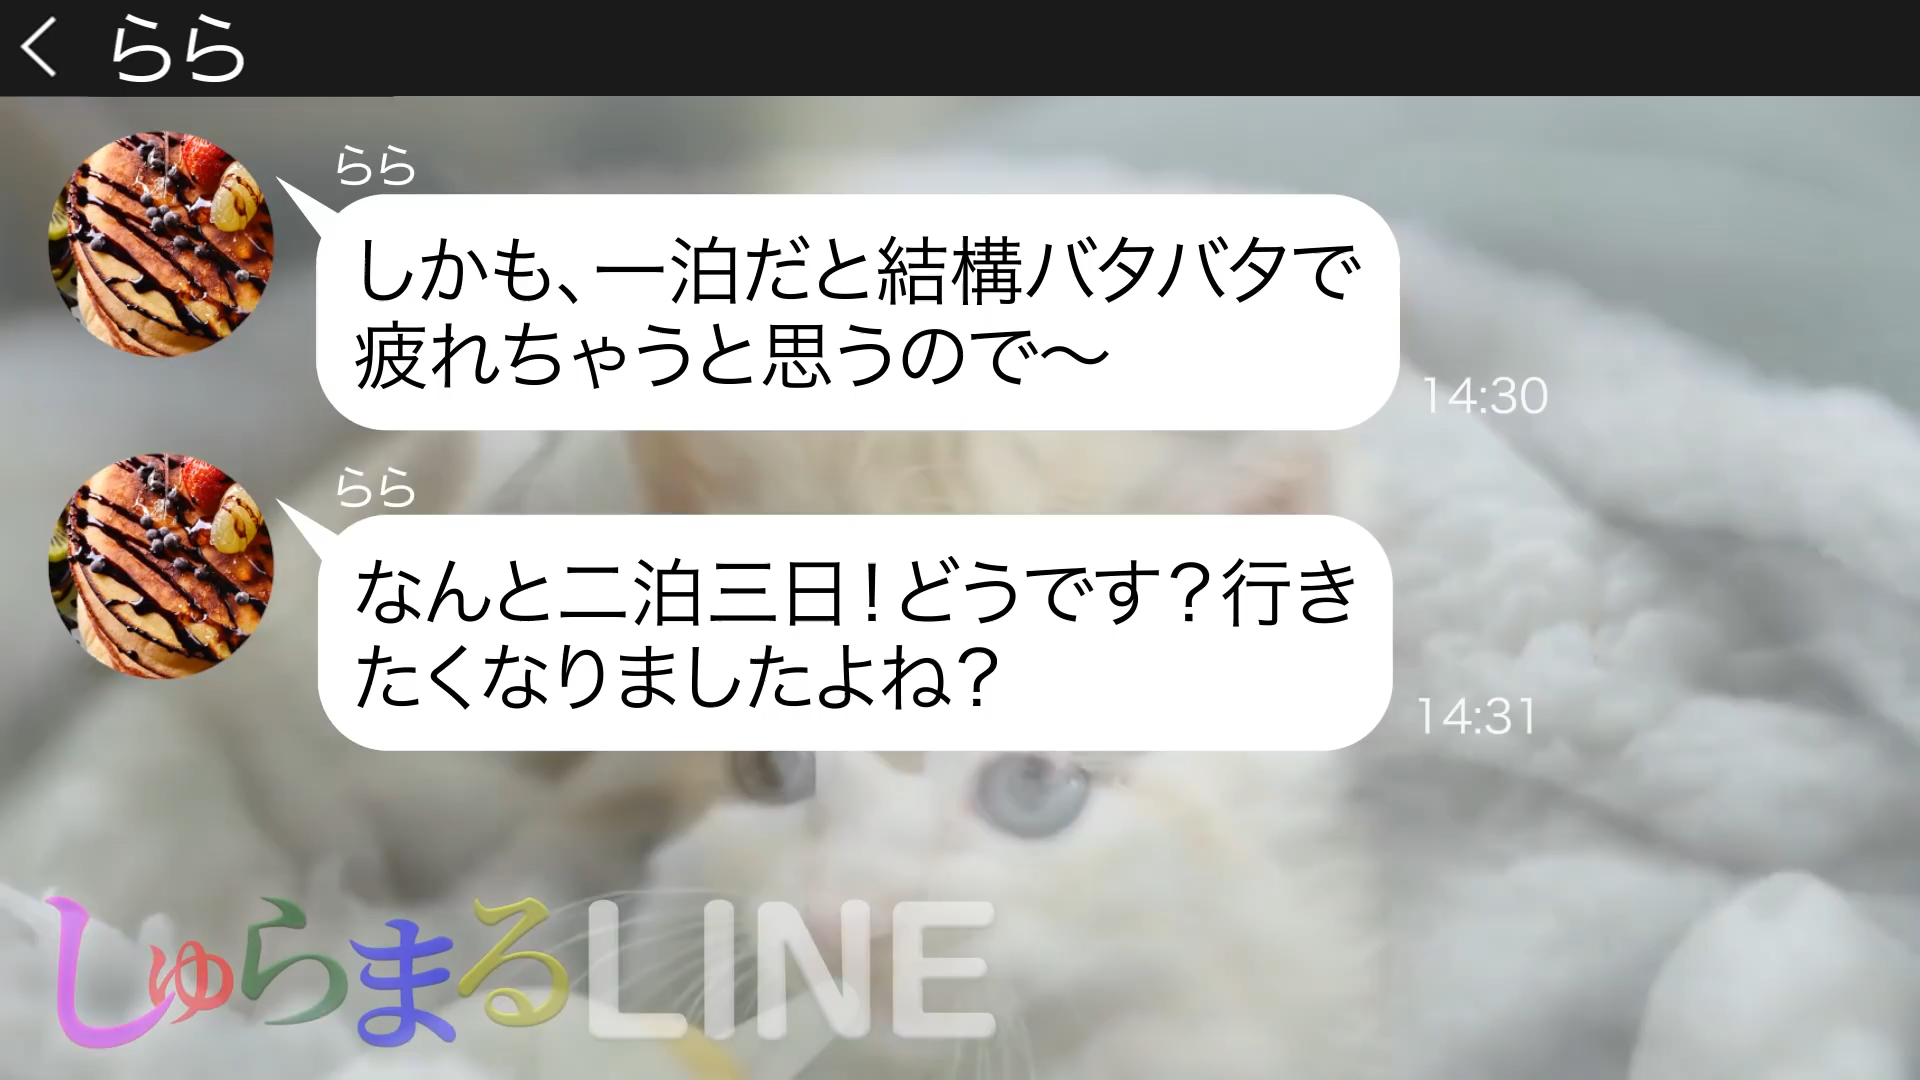 らら
らら
しかも、一泊だと結構バタバタで
疲れちゃうと思うので〜
14:30
らら
なんと二泊三日！どうです？行き
たくなりましたよね？
14:31
しゅらまるLINE